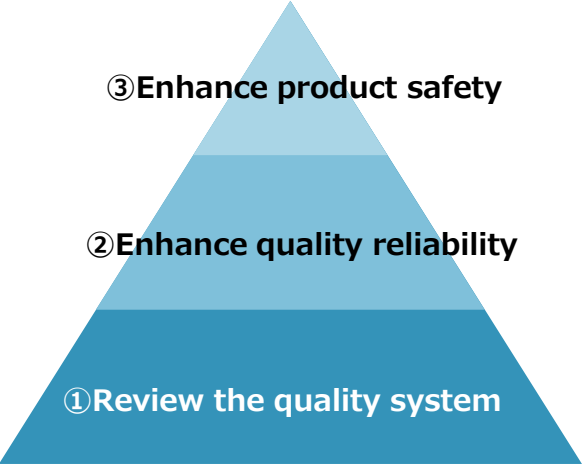 ③Enhance product safety
②Enhance quality reliability
①Review the quality system